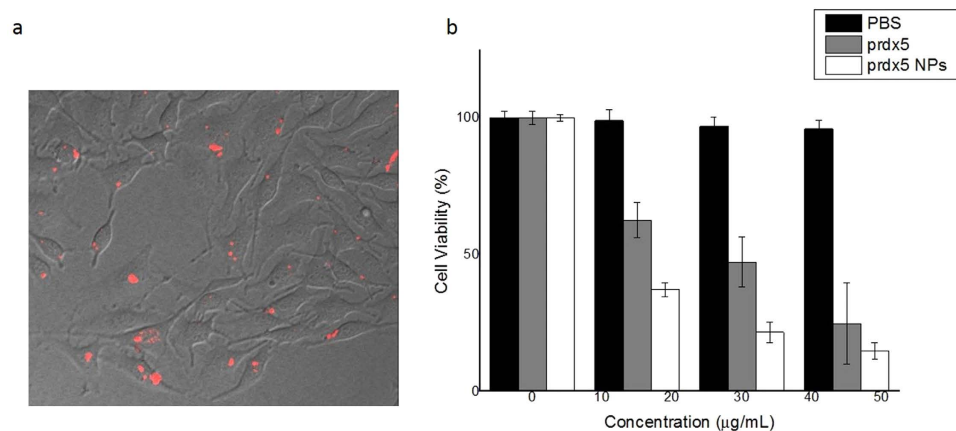 a
b
PBS
prdx5
prdx5 NPs
Cell Viability (%)
100
50
0
0 10 20 30 40 50
Concentration (μg/mL)